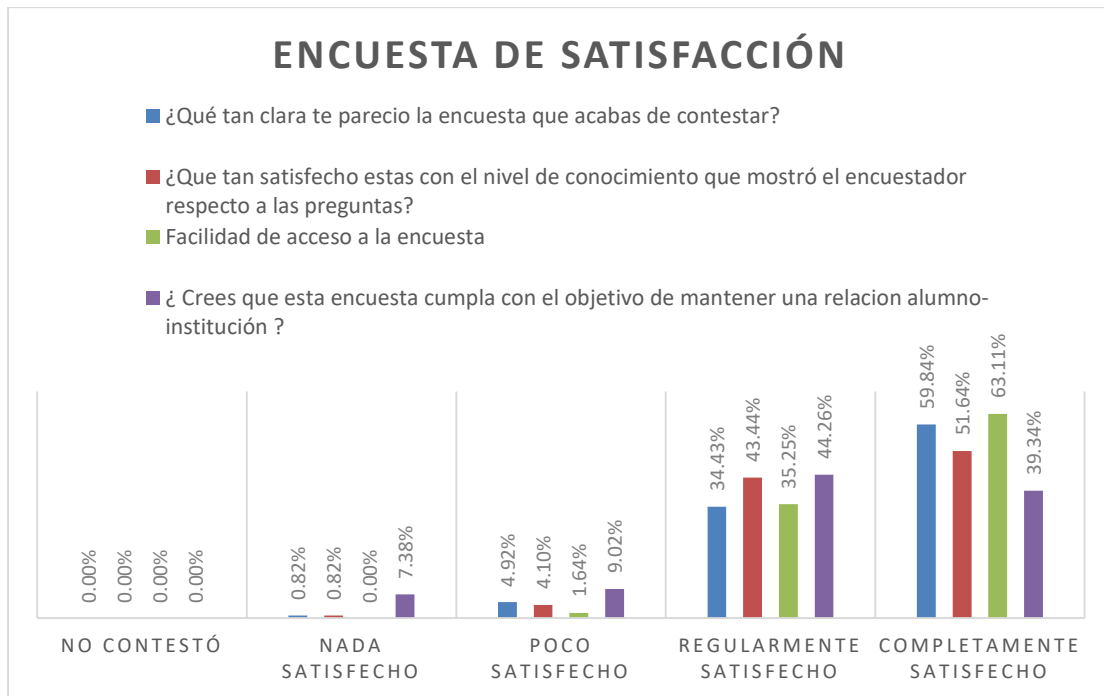 ENCUESTA DE SATISFACCIÓN
¿Qué tan clara te parecio la encuesta que acabas de contestar?
¿Que tan satisfecho estas con el nivel de conocimiento que mostró el encuestador
respecto a las preguntas?
Facilidad de acceso a la encuesta
¿ Crees que esta encuesta cumpla con el objetivo de mantener una relacion alumno-
institución ?
0.00%
0.00%
0.00%
0.00%
0.82%
0.82%
0.00%
7.38%
4.92%
4.10%
1.64%
9.02%
34.43%
43.44%
35.25%
44.26%
59.84%
51.64%
63.11%
39.34%
NO CONTESTÓ
NADA
SATISFECHO
POCO
SATISFECHO
REGULARMENTE
SATISFECHO
COMPLETAMENTE
SATISFECHO